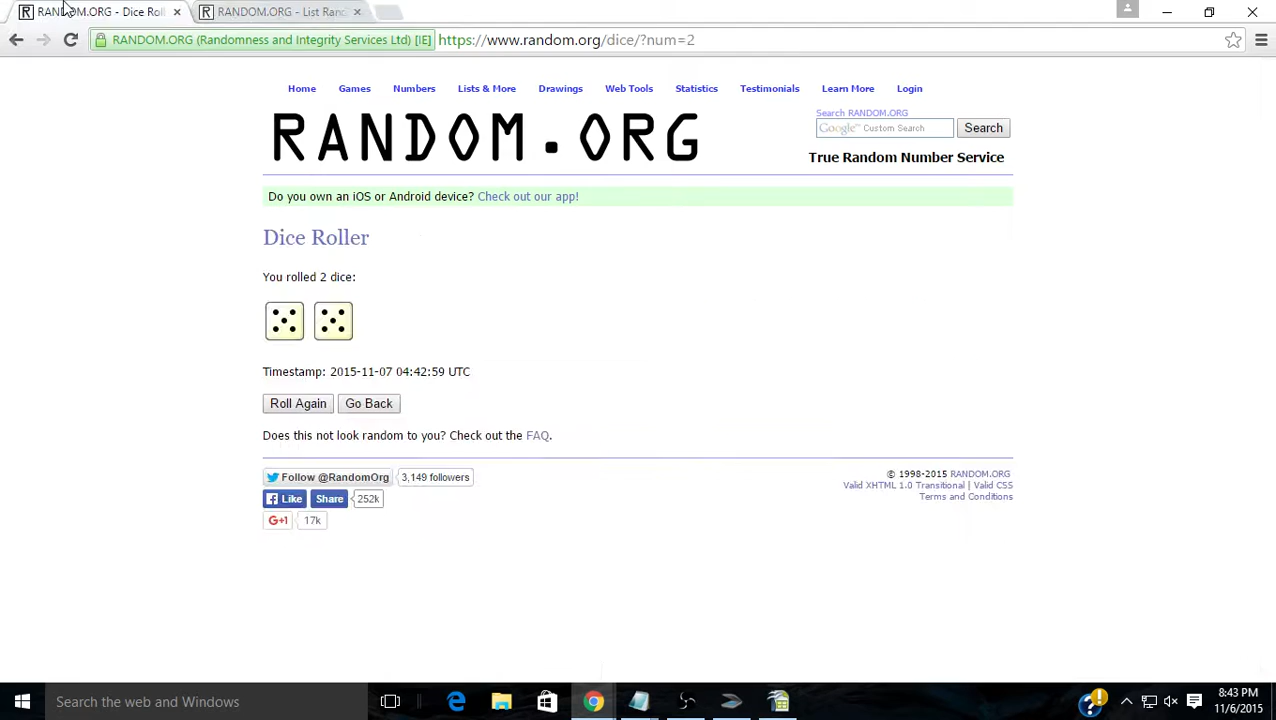 RANDOM.ORG - Dice Roll
RANDOM.ORG - List Rand
RANDOM.ORG (Randomness and Integrity Services Ltd) [IE] https://www.random.org/dice/?num=2
Home Games Numbers Lists & More Drawings Web Tools Statistics Testimonials Learn More Login
RANDOM.ORG
Search RANDOM.ORG
Google™ Custom Search Search
True Random Number Service
Do you own an iOS or Android device? Check out our app!
Dice Roller
You rolled 2 dice:
Timestamp: 2015-11-07 04:42:59 UTC
Roll Again Go Back
Does this not look random to you? Check out the FAQ.
Follow @RandomOrg 3,149 followers
Like Share 252k
G+1 17k
© 1998-2015 RANDOM.ORG
Valid XHTML 1.0 Transitional | Valid CSS
Terms and Conditions
Search the web and Windows
8:43 PM
11/6/2015